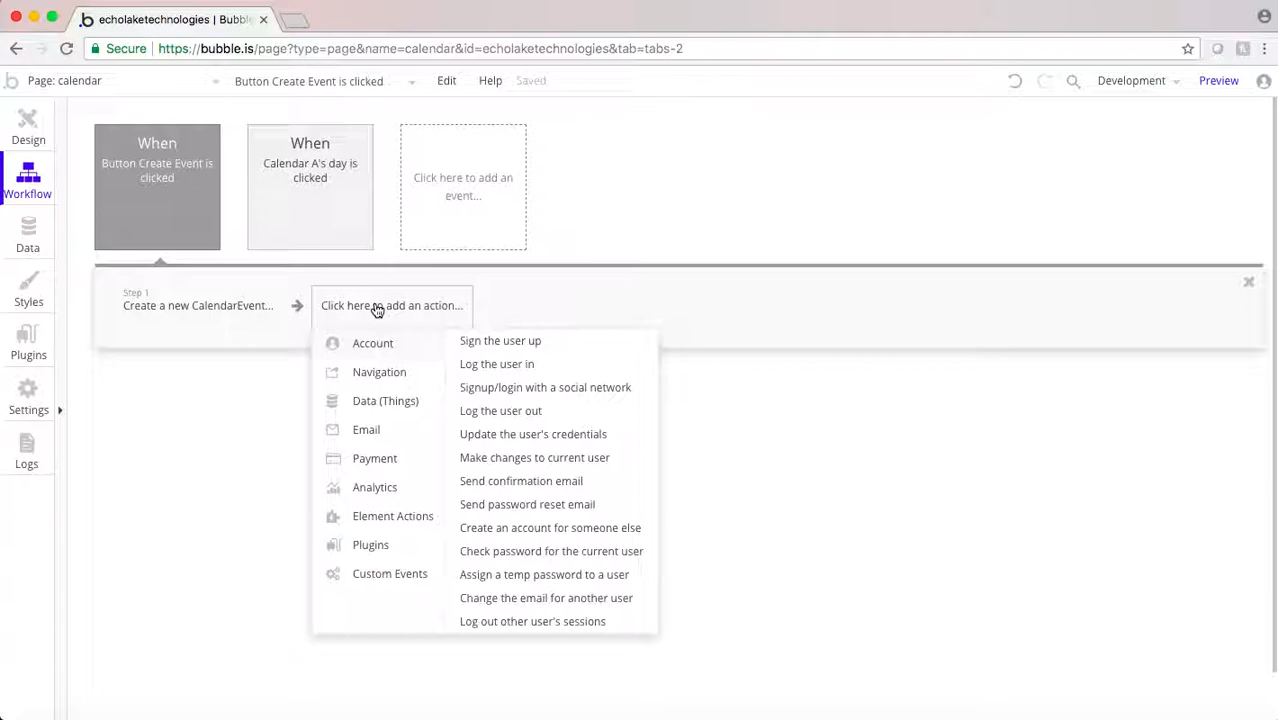 echolaketechnologies | Bubble
Secure https://bubble.is/page?type=page&name=calendar&id=echolaketechnologies&tab=tabs-2
Page: calendar Button Create Event is clicked Edit Help Saved Development Preview
Design
Workflow
Data
Styles
Plugins
Settings
Logs
When
Button Create Event is
clicked
When
Calendar A's day is
clicked
Click here to add an
event...
Step 1
Create a new CalendarEvent...
Click here to add an action...
Account
Navigation
Data (Things)
Email
Payment
Analytics
Element Actions
Plugins
Custom Events
Sign the user up
Log the user in
Signup/login with a social network
Log the user out
Update the user's credentials
Make changes to current user
Send confirmation email
Send password reset email
Create an account for someone else
Check password for the current user
Assign a temp password to a user
Change the email for another user
Log out other user's sessions